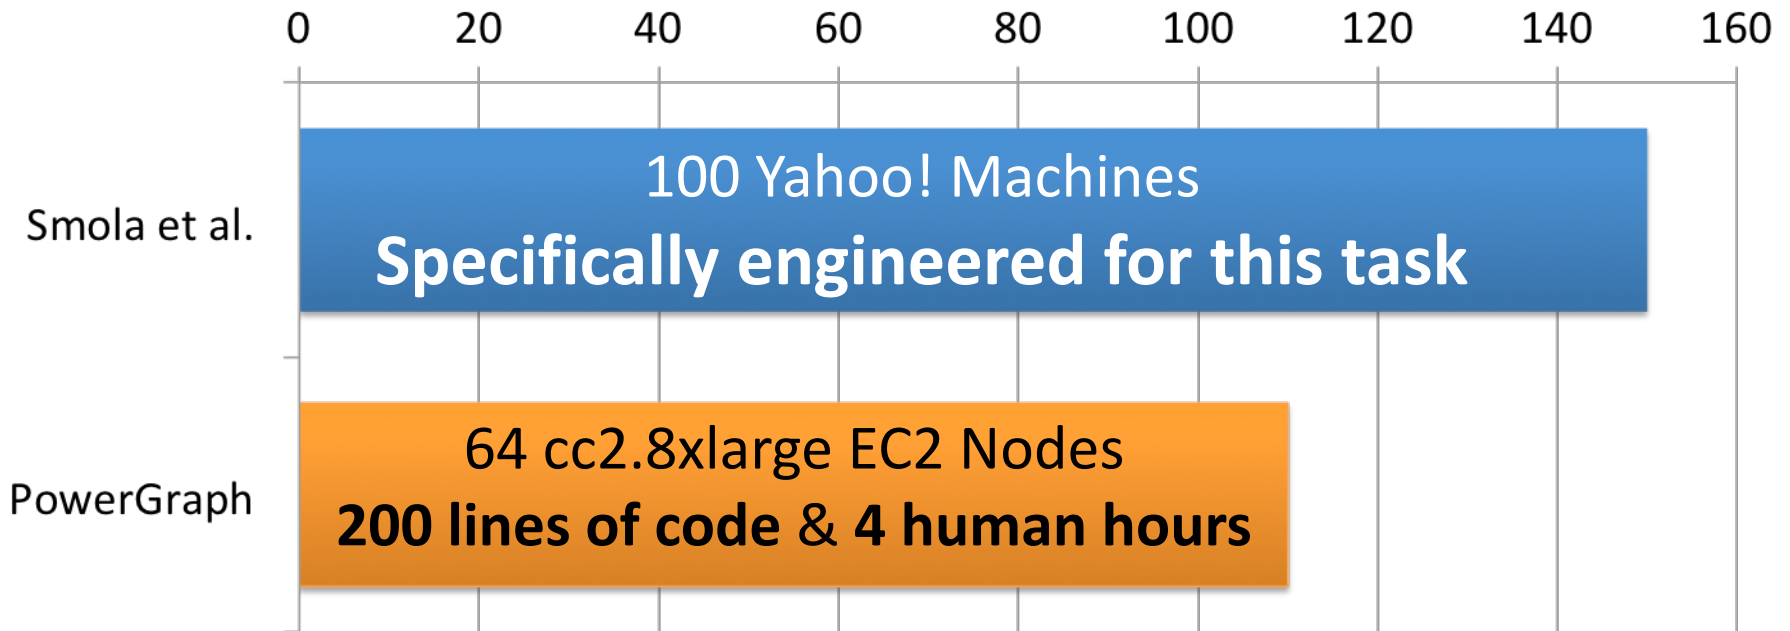 0 20 40 60 80 100 120 140 160
Smola et al.
100 Yahoo! Machines
Specifically engineered for this task
PowerGraph
64 cc2.8xlarge EC2 Nodes
200 lines of code & 4 human hours